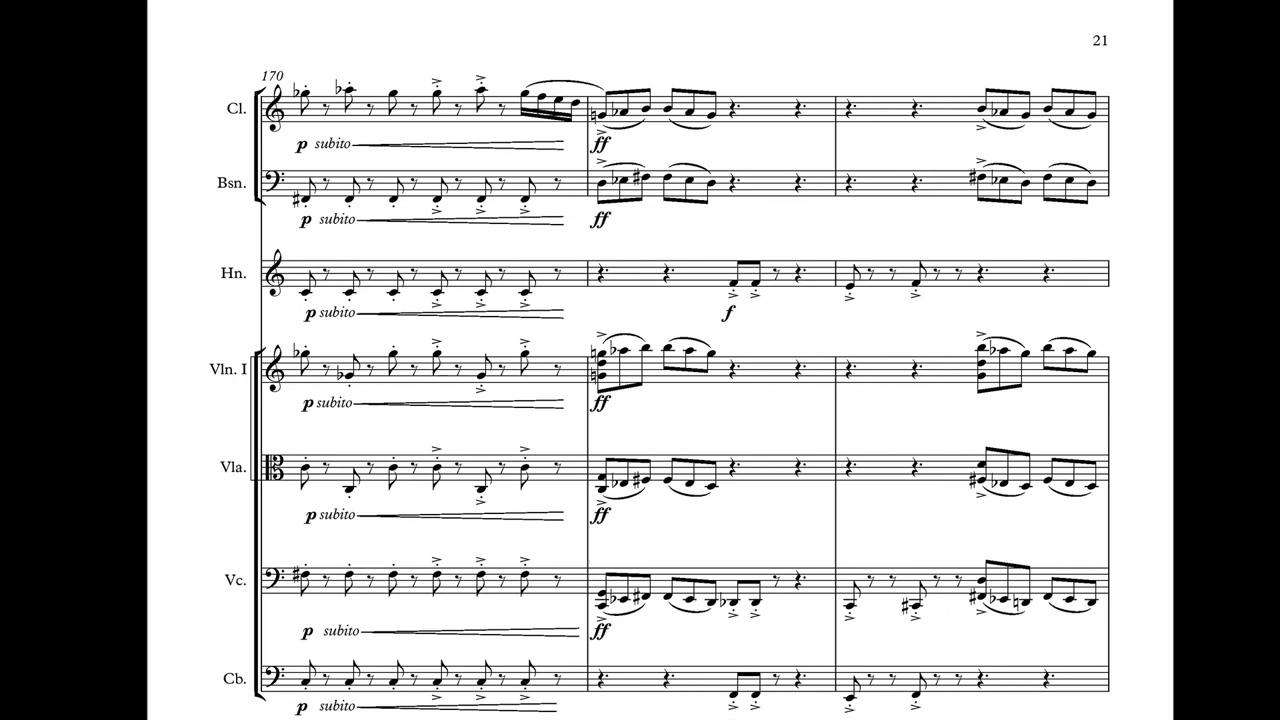 21
170
Cl.
p subito
ff
Bsn.
p subito
ff
Hn.
p subito
f
Vln. I
p subito
ff
Vla.
p subito
ff
Vc.
p subito
ff
Cb.
p subito